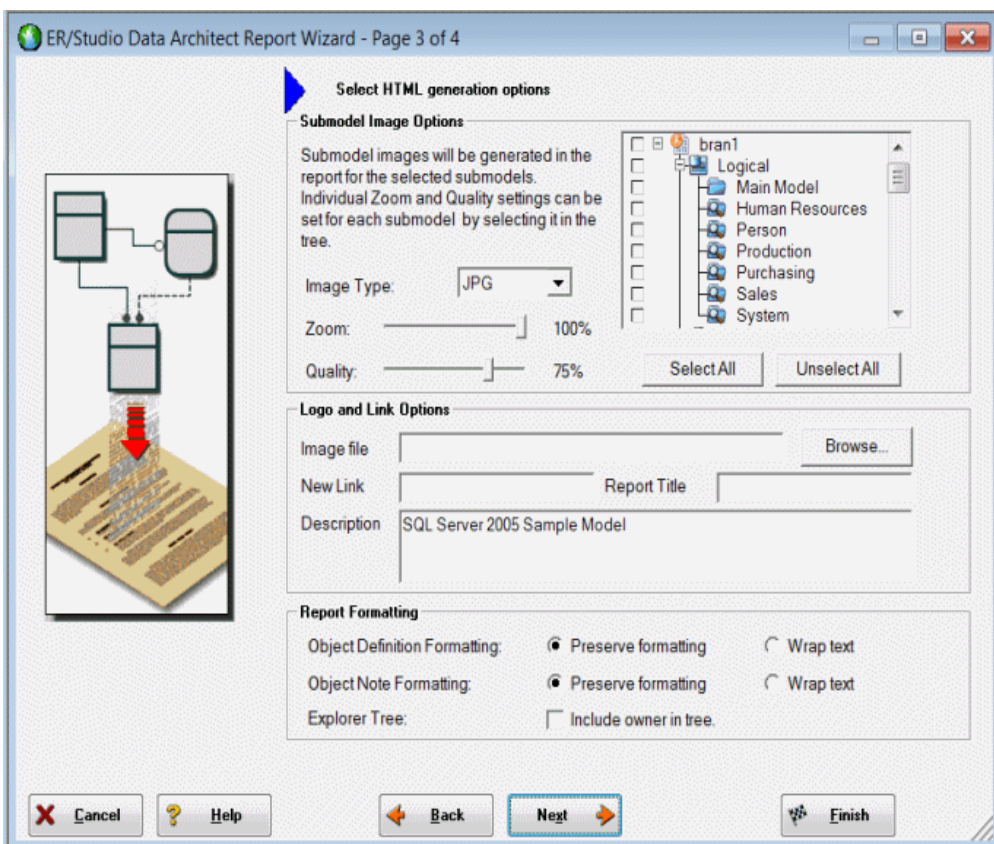 ER/Studio Data Architect Report Wizard - Page 3 of 4
Select HTML generation options
Submodel Image Options
Submodel images will be generated in the
report for the selected submodels.
Individual Zoom and Quality settings can be
set for each submodel by selecting it in the
tree.
Image Type:
JPG
Zoom:
100%
Quality:
75%
bran1
Logical
Main Model
Human Resources
Person
Production
Purchasing
Sales
System
Select All
Unselect All
Logo and Link Options
Image file
Browse...
New Link
Report Title
Description
SQL Server 2005 Sample Model
Report Formatting
Object Definition Formatting:
Preserve formatting
Wrap text
Object Note Formatting:
Preserve formatting
Wrap text
Explorer Tree:
Include owner in tree.
Cancel
Help
Back
Next
Finish